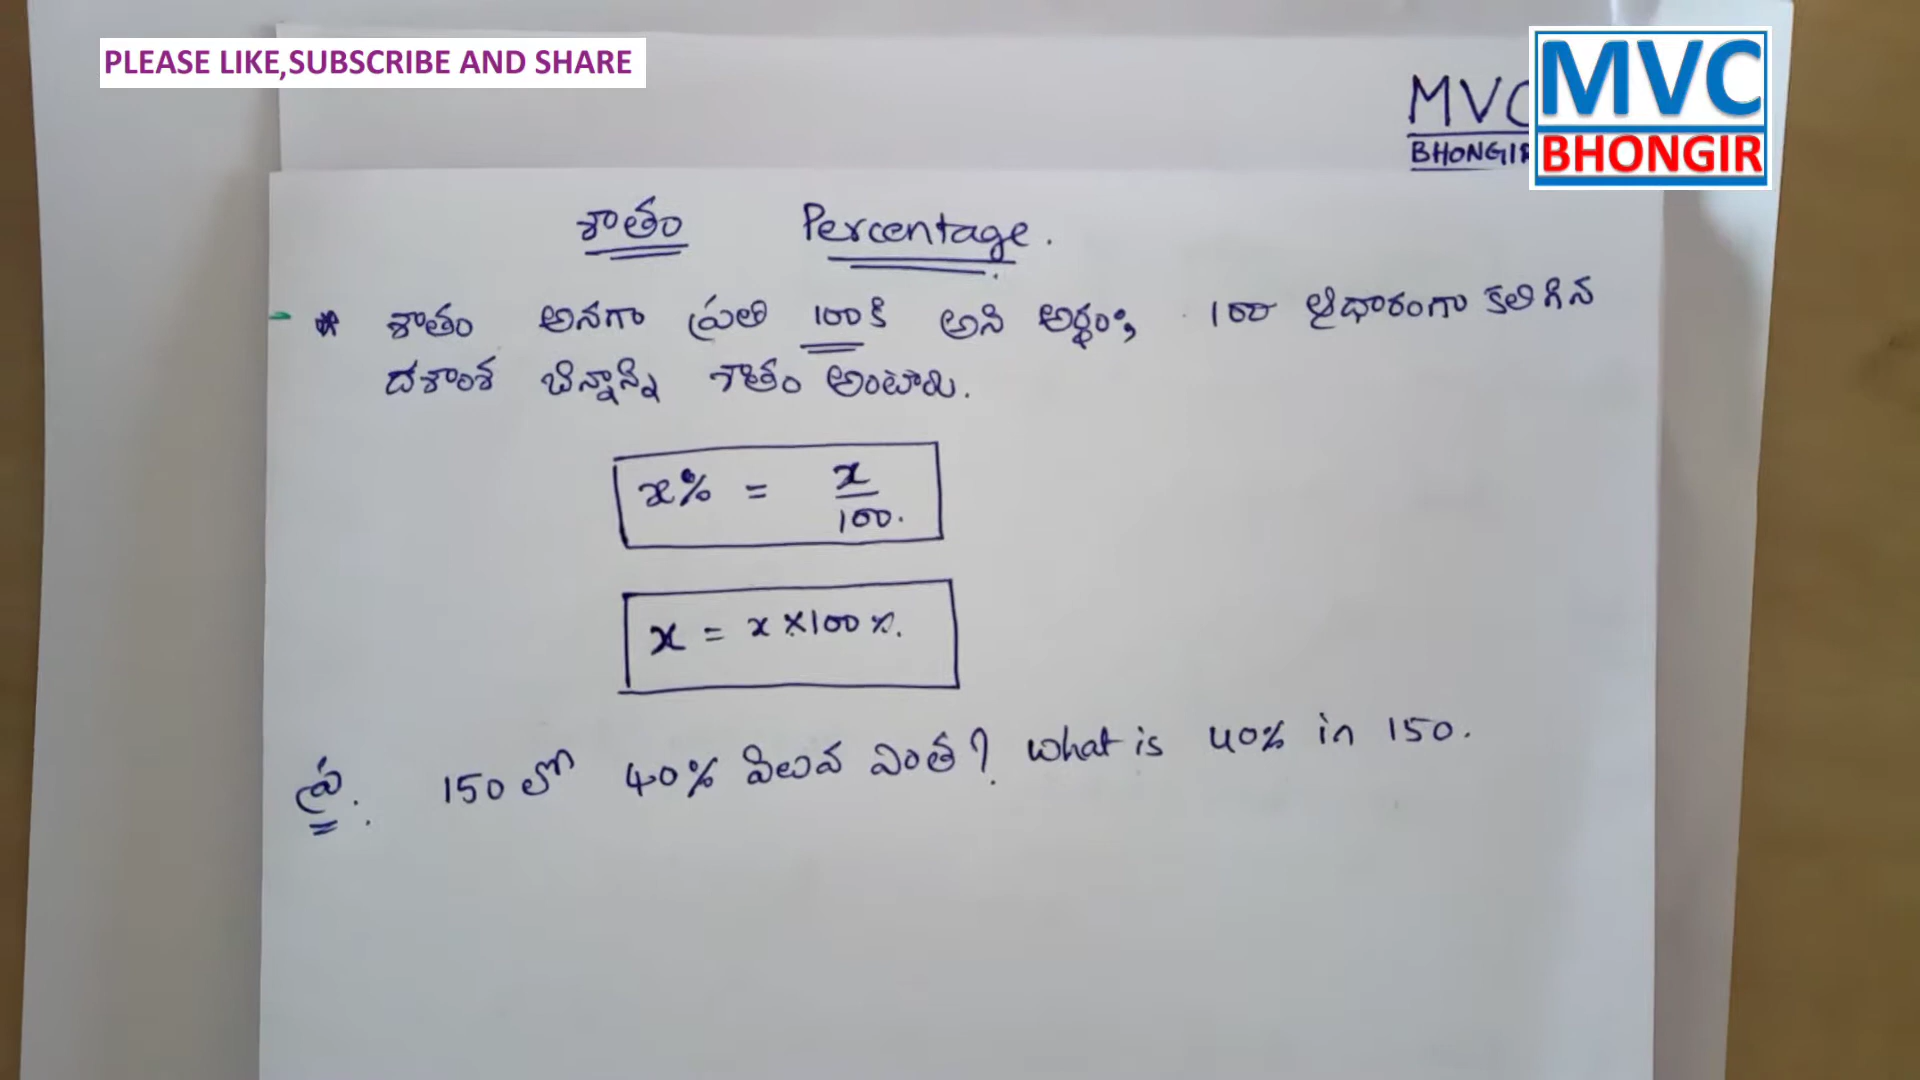 PLEASE LIKE,SUBSCRIBE AND SHARE
MVC
BHONGIR
MVC
BHONGIR
శాతం Percentage.
* శాతం అనగా ప్రతి 100కి అని అర్థం;, 100 ఆధారంగా కలిగిన
దశాంశ భిన్నాన్ని శాతం అంటాము.
x% = x/100.
x = x × 100 %.
ప్ర. 150 లో 40% విలువ ఎంత? What is 40% in 150.